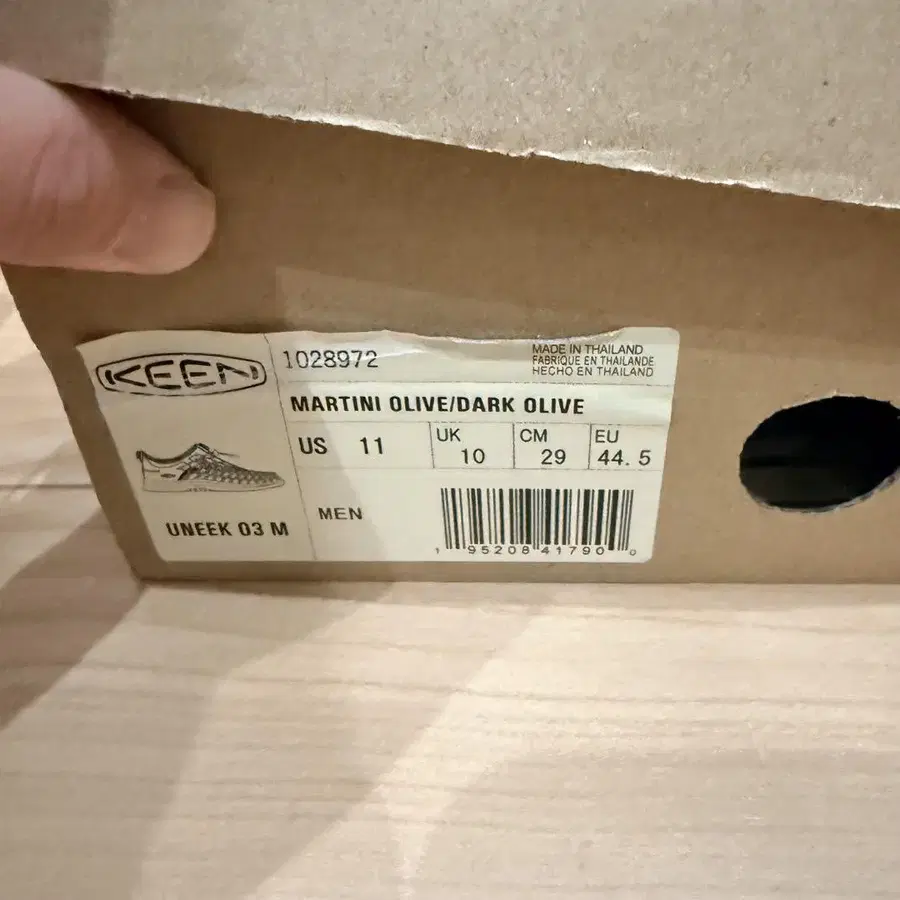 KEEN
1028972
MADE IN THAILAND
FABRIQUE EN THAILANDE
HECHO EN THAILAND
MARTINI OLIVE/DARK OLIVE
US 11
UK 10
CM 29
EU 44.5
UNEEK O3 M
MEN
1 95208 41790 0